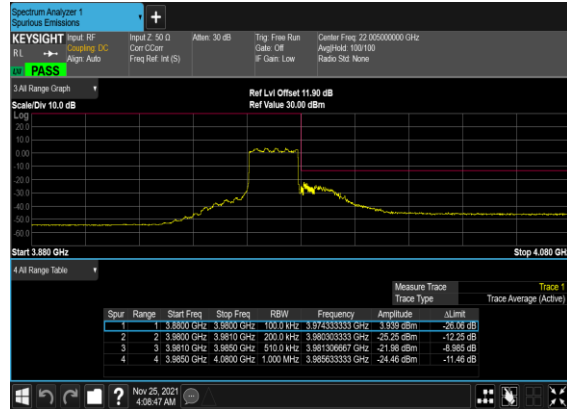 Spectrum Analyzer 1
Spurious Emissions
KEYSIGHT Input: RF Input Z: 50 Ω Atten: 30 dB Trig: Free Run Center Freq: 22.005000000 GHz
RL Coupling: DC Corr CCorr Gate: Off Avg|Hold: 100/100
Align: Auto Freq Ref: Int (S) IF Gain: Low Radio Std: None
PASS
3 All Range Graph
Ref Lvl Offset 11.90 dB
Scale/Div 10.0 dB Ref Value 30.00 dBm
Log
20.0
10.0
0.00
-10.0
-20.0
-30.0
-40.0
-50.0
-60.0
Start 3.880 GHz Stop 4.080 GH
4 All Range Table
Measure Trace Trace 1
Trace Type Trace Average (Active)
Spur Range Start Freq Stop Freq RBW Frequency Amplitude ΔLimit
1 1 3.8800 GHz 3.9800 GHz 100.0 kHz 3.974333333 GHz 3.939 dBm -26.06 dB
2 2 3.9800 GHz 3.9810 GHz 200.0 kHz 3.980303333 GHz -25.25 dBm -12.25 dB
3 3 3.9810 GHz 3.9850 GHz 510.0 kHz 3.981306667 GHz -21.98 dBm -8.985 dB
4 4 3.9850 GHz 4.0800 GHz 1.000 MHz 3.985633333 GHz -24.46 dBm -11.46 dB
Nov 25, 2021
4:08:47 AM